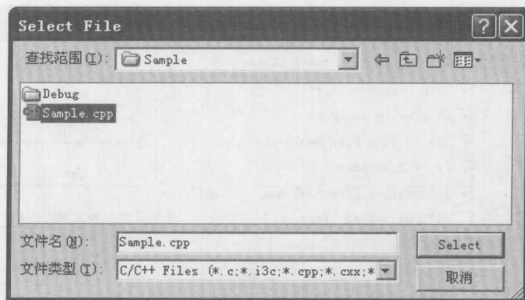 Select File
查找范围(I): Sample
Debug
Sample.cpp
文件名(N): Sample.cpp
Select
文件类型(T): C/C++ Files (*.c;*.i3c;*.cpp;*.cxx;*
取消